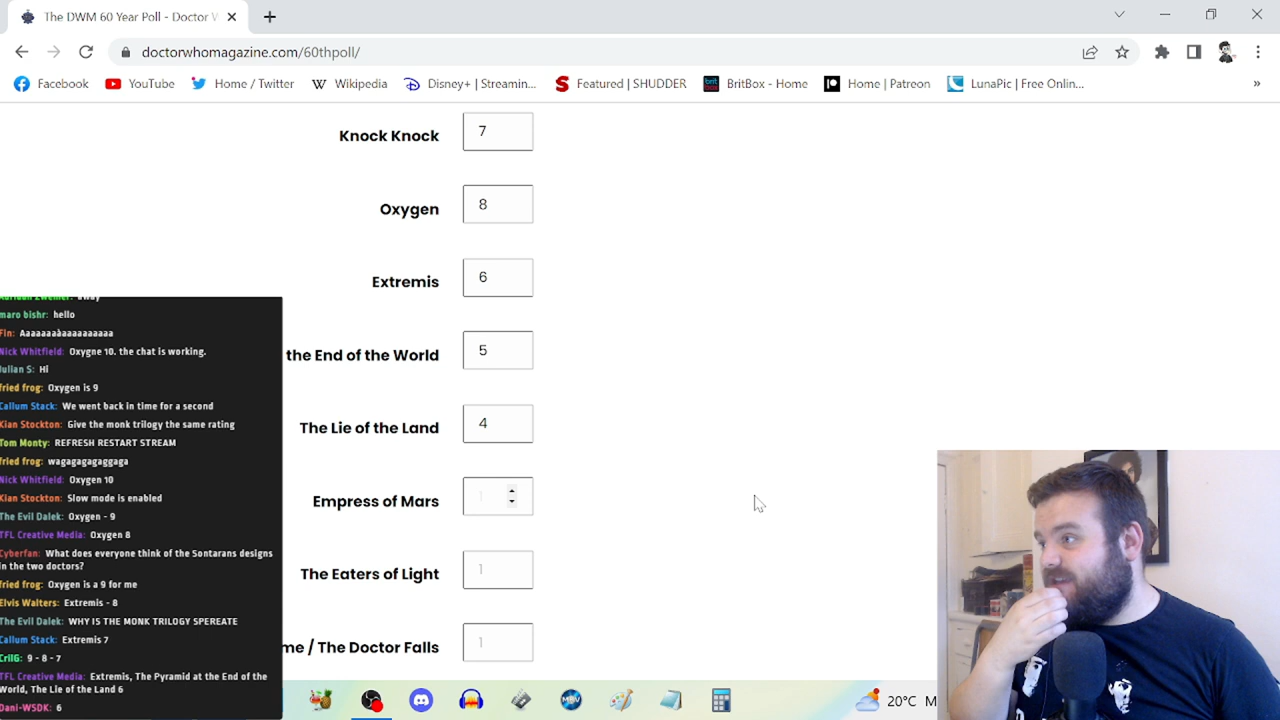 The DWM 60 Year Poll - Doctor W
doctorwhomagazine.com/60thpoll/
Facebook YouTube Home / Twitter Wikipedia Disney+ | Streamin... Featured | SHUDDER BritBox - Home Home | Patreon LunaPic | Free Onlin... »
Knock Knock 7
Oxygen 8
Extremis 6
the End of the World 5
The Lie of the Land 4
Empress of Mars 1
The Eaters of Light 1
me / The Doctor Falls 1
maro bishr: hello
Fin: Aaaaaaaàaaaaaaaaaa
Nick Whitfield: Oxygne 10. the chat is working.
Julian S: Hi
fried frog: Oxygen is 9
Callum Stack: We went back in time for a second
Kian Stockton: Give the monk trilogy the same rating
Tom Monty: REFRESH RESTART STREAM
fried frog: wagagagagaggaga
Nick Whitfield: Oxygen 10
Kian Stockton: Slow mode is enabled
The Evil Dalek: Oxygen - 9
TFL Creative Media: Oxygen 8
Cyberfan: What does everyone think of the Sontarans designs
in the two doctors?
fried frog: Oxygen is a 9 for me
Elvis Walters: Extremis - 8
The Evil Dalek: WHY IS THE MONK TRILOGY SPEREATE
Callum Stack: Extremis 7
CrilG: 9 - 8 - 7
TFL Creative Media: Extremis, The Pyramid at the End of the
World, The Lie of the Land 6
Dani-WSDK: 6
20°C M